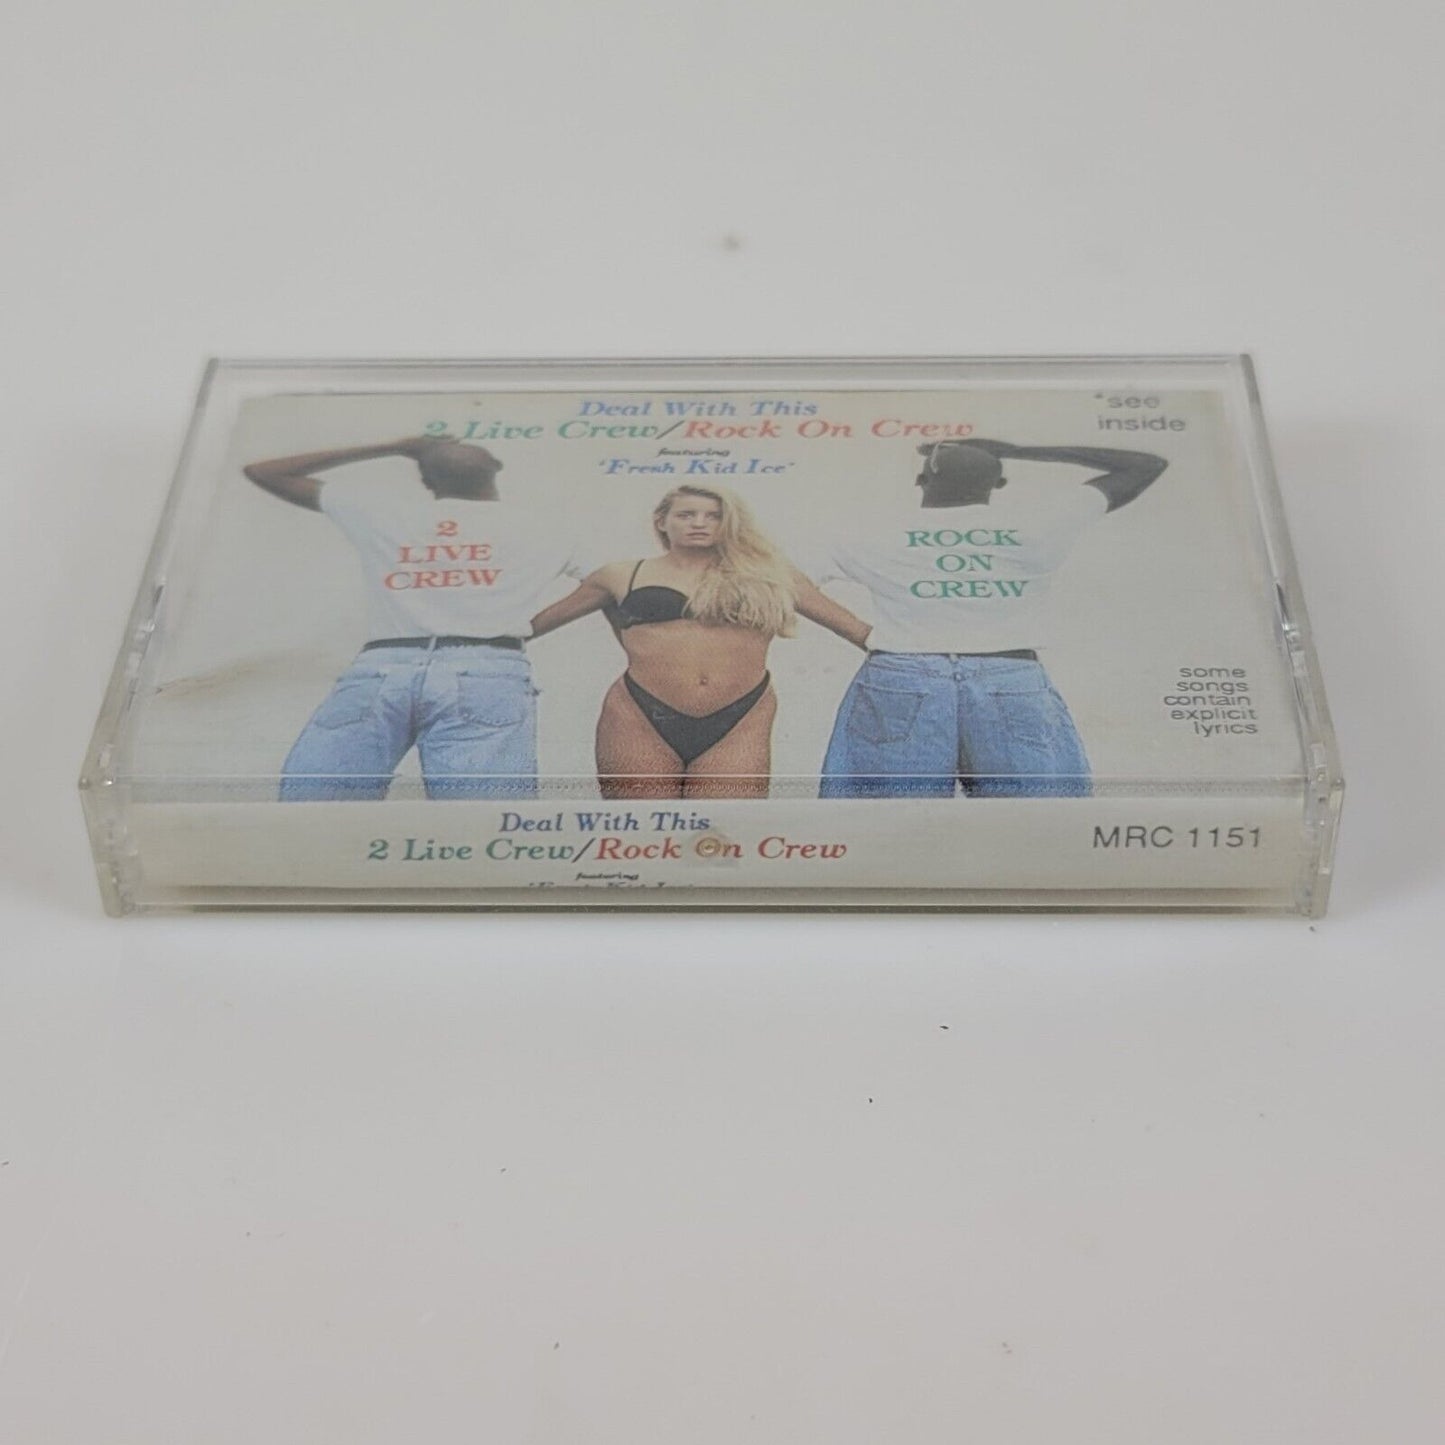 Deal With This
2 Live Crew/Rock On Crew
featuring
'Fresh Kid Ice'
*see
inside
2
LIVE
CREW
ROCK
ON
CREW
some
songs
contain
explicit
lyrics
Deal With This
2 Live Crew/Rock On Crew
featuring
MRC 1151